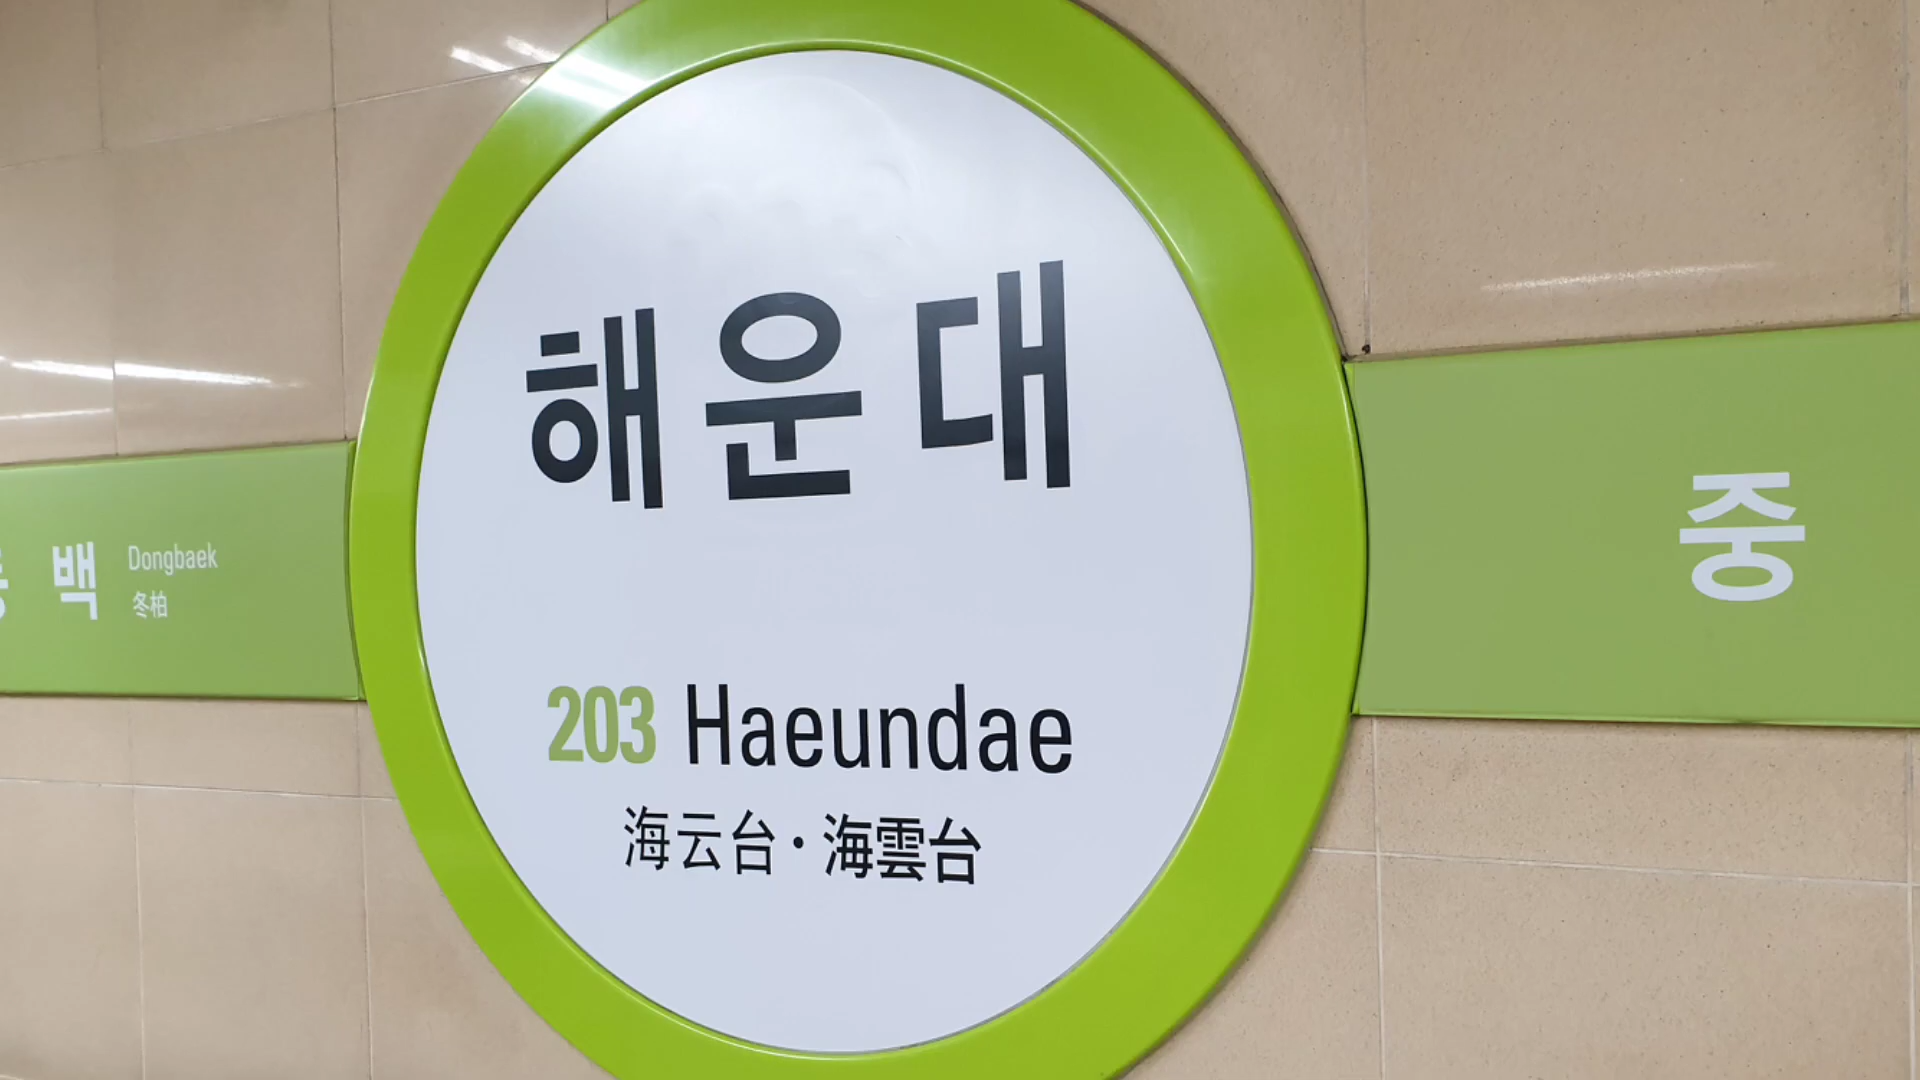 백 Dongbaek
冬柏
해운대
203 Haeundae
海云台·海雲台
중